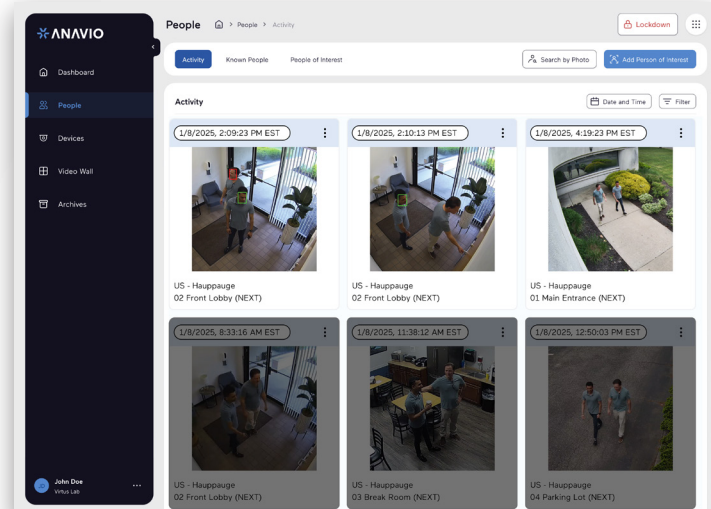 ANAVIO
Dashboard
People
Devices
Video Wall
Archives
JD
John Doe
Virtus Lab
People
People
Activity
Lockdown
Activity
Known People
People of Interest
Search by Photo
Add Person of Interest
Activity
Date and Time
Filter
1/8/2025, 2:09:23 PM EST
US - Hauppauge
02 Front Lobby (NEXT)
1/8/2025, 2:10:13 PM EST
US - Hauppauge
02 Front Lobby (NEXT)
1/8/2025, 4:19:23 PM EST
US - Hauppauge
01 Main Entrance (NEXT)
1/8/2025, 8:33:16 AM EST
US - Hauppauge
02 Front Lobby (NEXT)
1/8/2025, 11:38:12 AM EST
US - Hauppauge
03 Break Room (NEXT)
1/8/2025, 12:50:03 PM EST
US - Hauppauge
04 Parking Lot (NEXT)